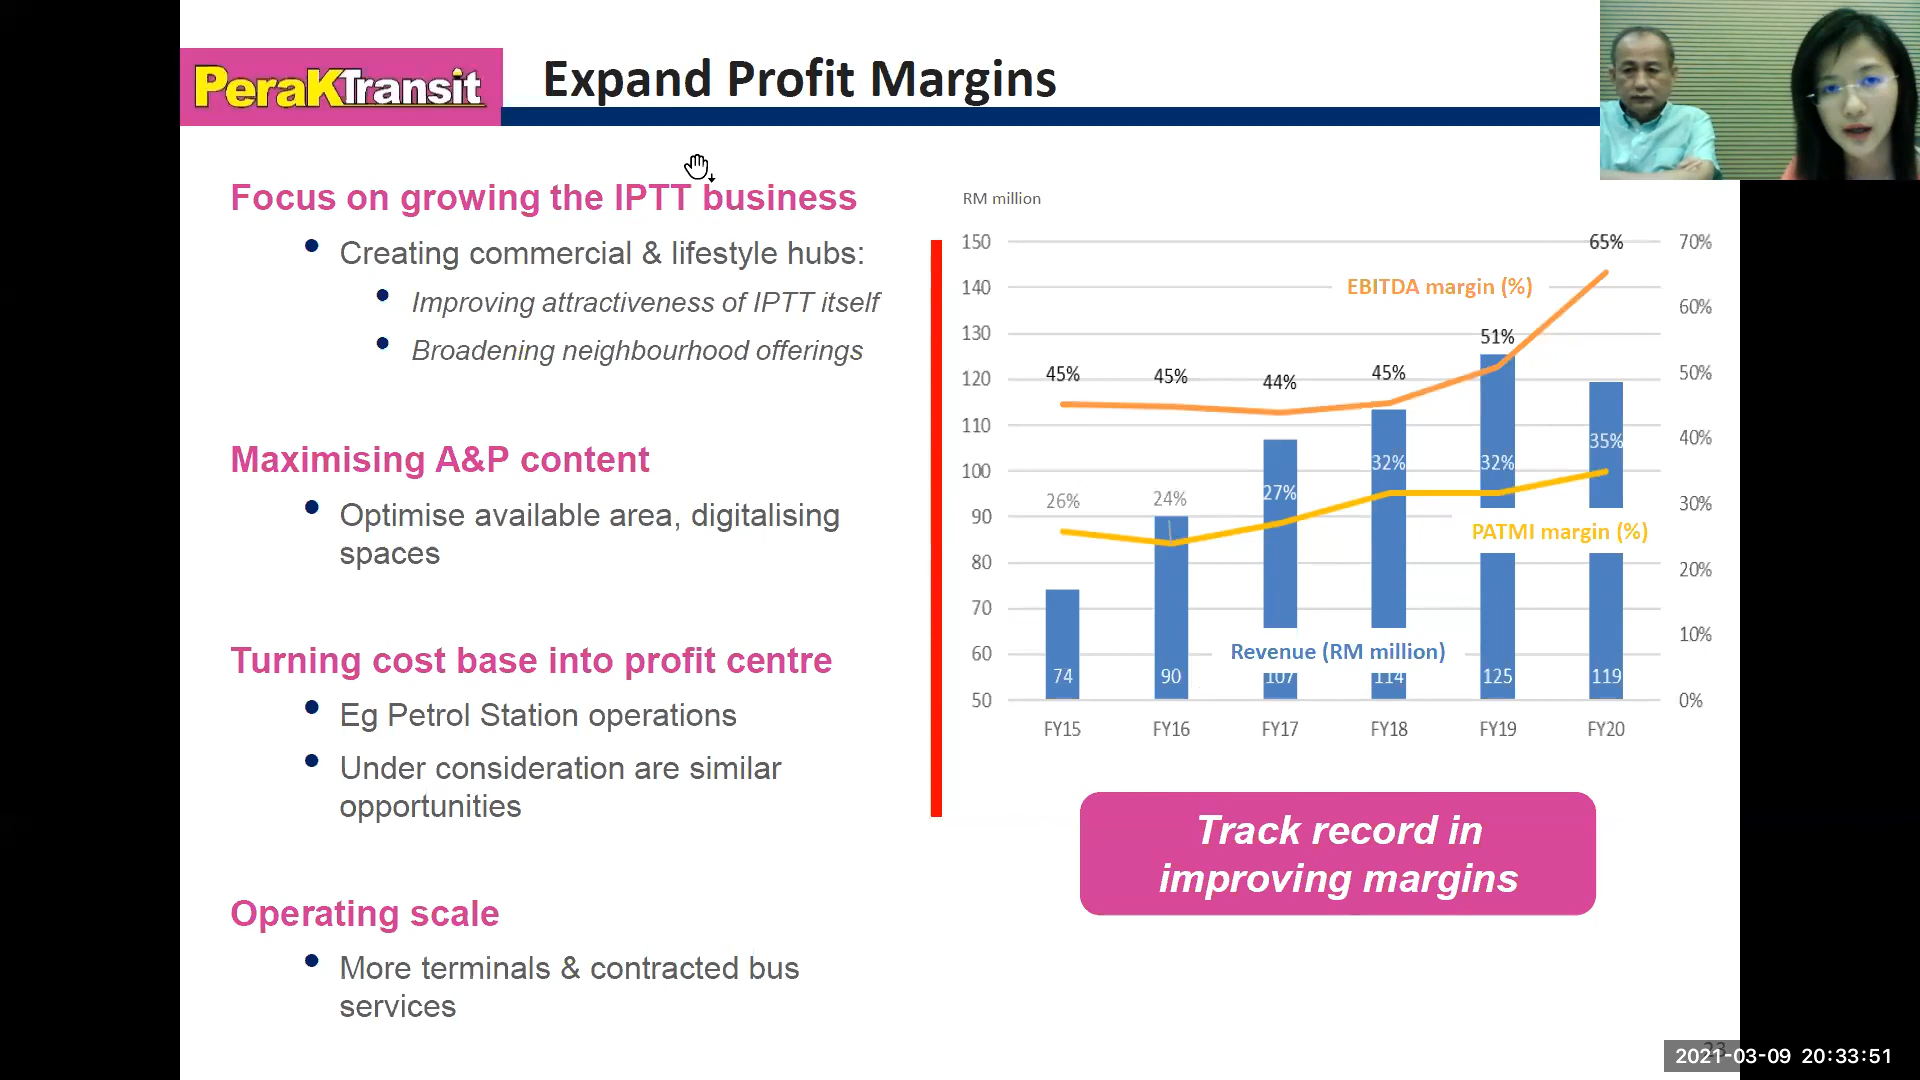 PeraKTransit
Expand Profit Margins
Focus on growing the IPTT business
• Creating commercial & lifestyle hubs:
• Improving attractiveness of IPTT itself
• Broadening neighbourhood offerings
Maximising A&P content
• Optimise available area, digitalising
spaces
Turning cost base into profit centre
• Eg Petrol Station operations
• Under consideration are similar
opportunities
Operating scale
• More terminals & contracted bus
services
RM million
150
140
130
120
110
100
90
80
70
60
50
70%
60%
50%
40%
30%
20%
10%
0%
EBITDA margin (%)
45% 45% 44% 45% 51% 65%
26% 24% 27% 32% 32% 35%
PATMI margin (%)
Revenue (RM million)
74 90 107 114 125 119
FY15 FY16 FY17 FY18 FY19 FY20
Track record in
improving margins
2021-03-09 20:33:51